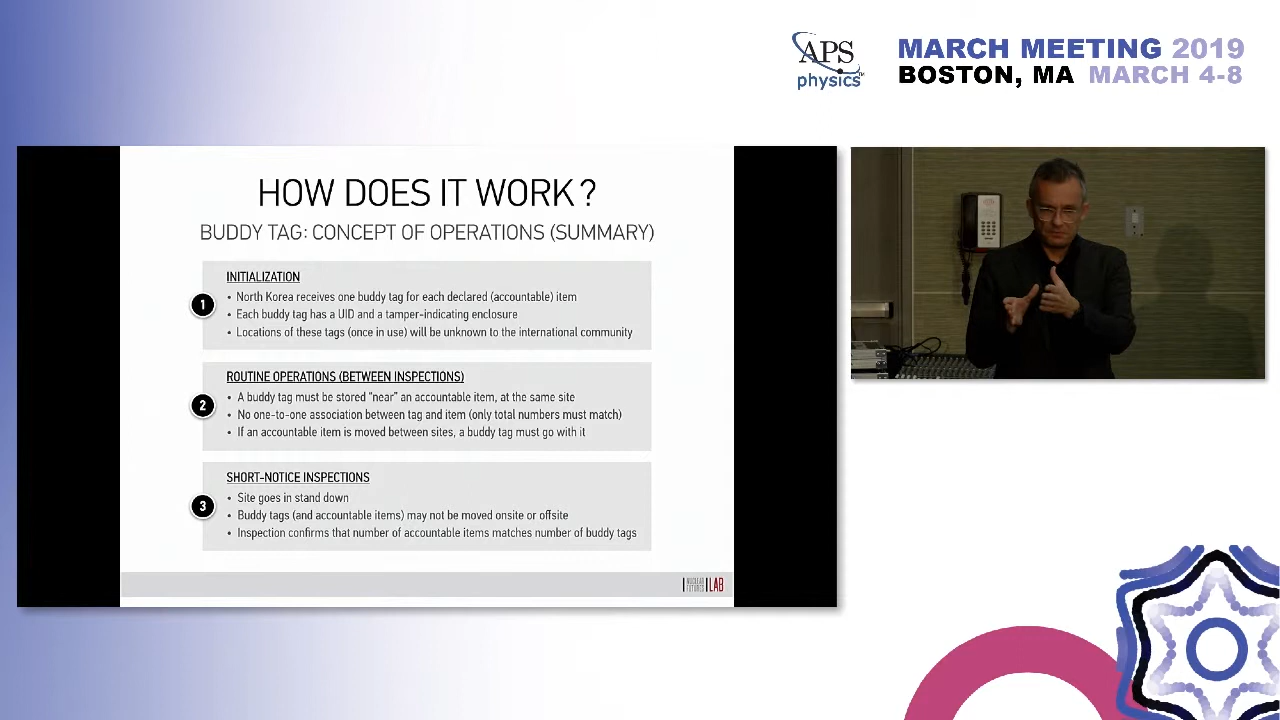 APS
physics™
MARCH MEETING 2019
BOSTON, MA MARCH 4-8
HOW DOES IT WORK?
BUDDY TAG: CONCEPT OF OPERATIONS (SUMMARY)
1
INITIALIZATION
• North Korea receives one buddy tag for each declared (accountable) item
• Each buddy tag has a UID and a tamper-indicating enclosure
• Locations of these tags (once in use) will be unknown to the international community
2
ROUTINE OPERATIONS (BETWEEN INSPECTIONS)
• A buddy tag must be stored "near" an accountable item, at the same site
• No one-to-one association between tag and item (only total numbers must match)
• If an accountable item is moved between sites, a buddy tag must go with it
3
SHORT-NOTICE INSPECTIONS
• Site goes in stand down
• Buddy tags (and accountable items) may not be moved onsite or offsite
• Inspection confirms that number of accountable items matches number of buddy tags
NUCLEAR
FUTURES LAB